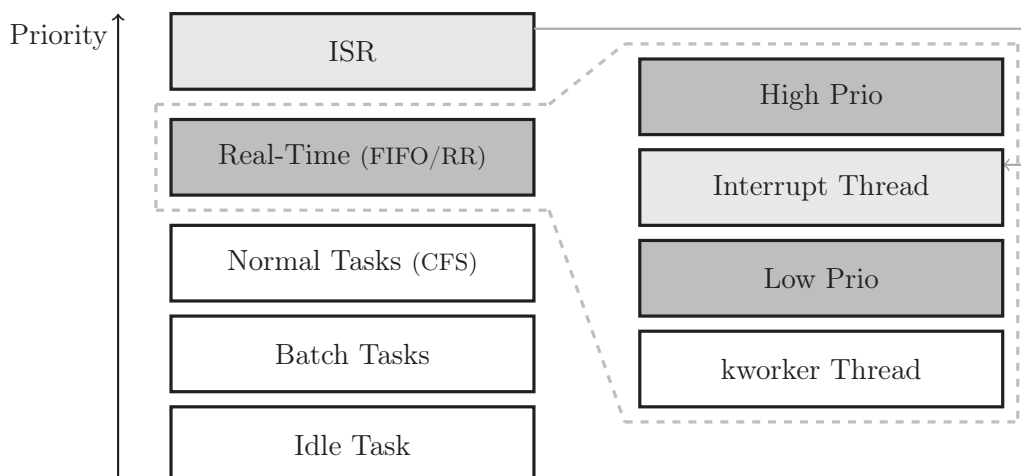 Priority
ISR
Real-Time (FIFO/RR)
Normal Tasks (CFS)
Batch Tasks
Idle Task
High Prio
Interrupt Thread
Low Prio
kworker Thread